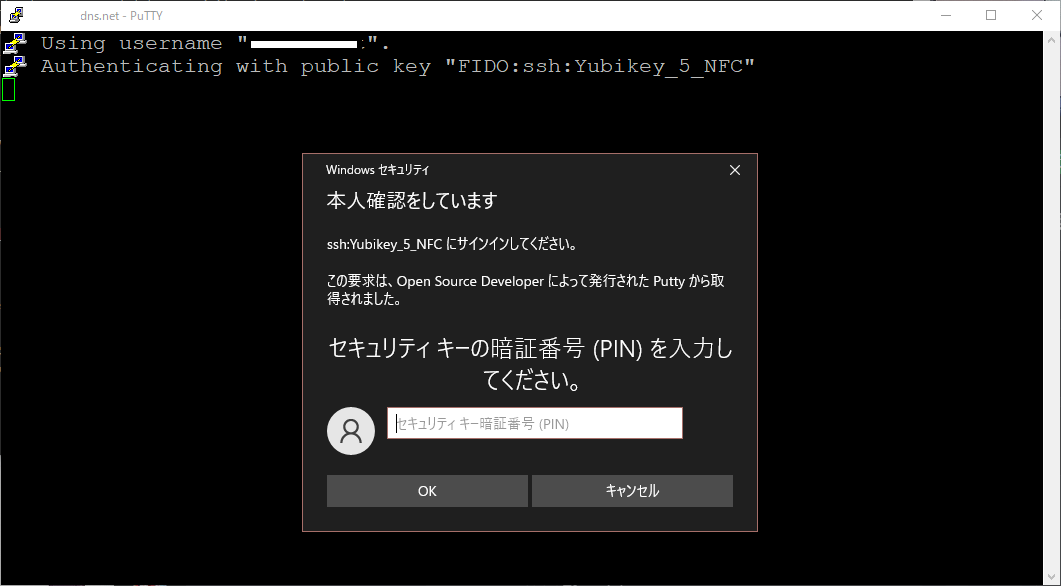 dns.net - PuTTY
Using username "            ".
Authenticating with public key "FIDO:ssh:Yubikey_5_NFC"
Windows セキュリティ
本人確認をしています
ssh:Yubikey_5_NFC にサインインしてください。
この要求は、Open Source Developer によって発行された Putty から取
得されました。
セキュリティ キーの暗証番号 (PIN) を入力し
てください。
セキュリティ キー暗証番号 (PIN)
OK
キャンセル